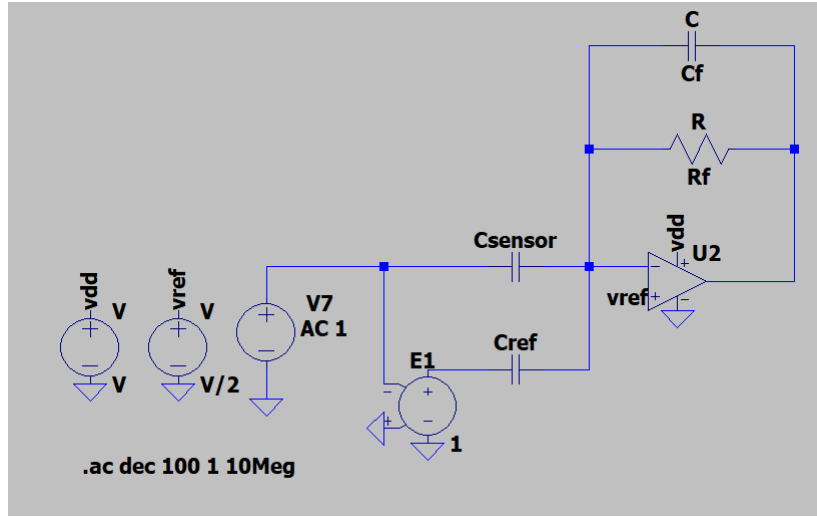 C
Cf
R
Rf
vdd
U2
Csensor
vref
vdd
V
V
vref
V
V/2
V7
AC 1
Cref
E1
1
.ac dec 100 1 10Meg